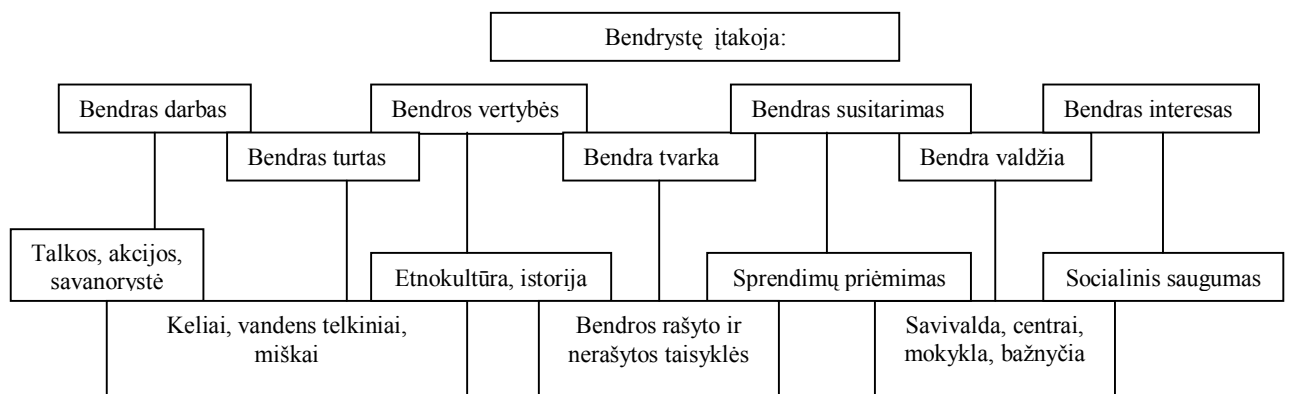 Bendrystę įtakoja:
Bendras darbas
Bendros vertybės
Bendras susitarimas
Bendras interesas
Bendras turtas
Bendra tvarka
Bendra valdžia
Talkos, akcijos,
savanorystė
Etnokultūra, istorija
Sprendimų priėmimas
Socialinis saugumas
Keliai, vandens telkiniai,
miškai
Bendros rašyto ir
nerašytos taisyklės
Savivalda, centrai,
mokykla, bažnyčia